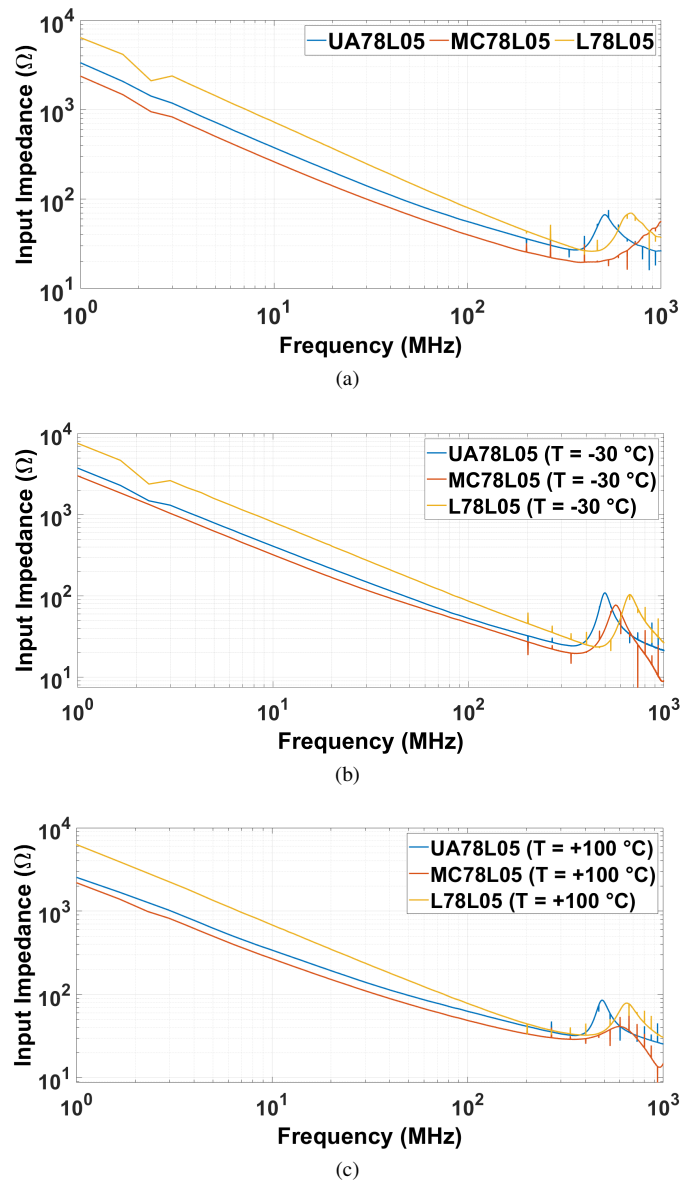 10⁴
10³
10²
10¹
Input Impedance (Ω)
UA78L05 MC78L05 L78L05
10⁰ 10¹ 10² 10³
Frequency (MHz)
(a)
10⁴
10³
10²
10¹
Input Impedance (Ω)
UA78L05 (T = -30 °C)
MC78L05 (T = -30 °C)
L78L05 (T = -30 °C)
10⁰ 10¹ 10² 10³
Frequency (MHz)
(b)
10⁴
10³
10²
10¹
Input Impedance (Ω)
UA78L05 (T = +100 °C)
MC78L05 (T = +100 °C)
L78L05 (T = +100 °C)
10⁰ 10¹ 10² 10³
Frequency (MHz)
(c)